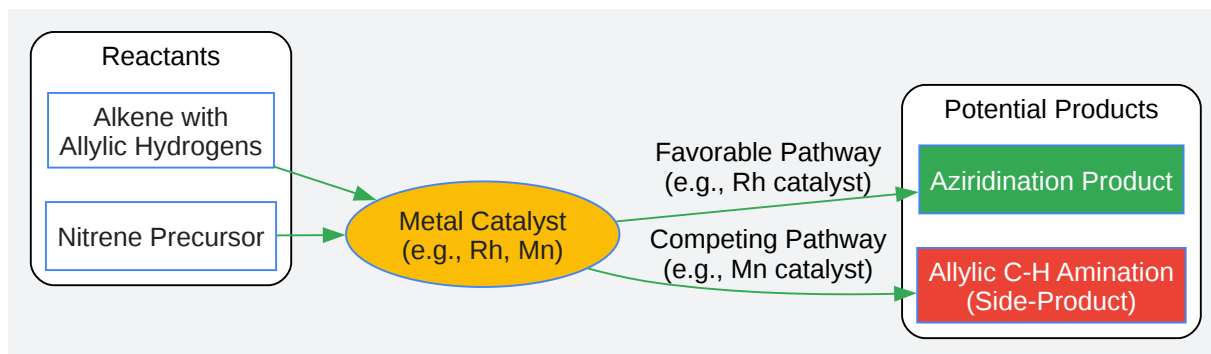 Reactants
Alkene with
Allylic Hydrogens
Nitrene Precursor
Metal Catalyst
(e.g., Rh, Mn)
Favorable Pathway
(e.g., Rh catalyst)
Competing Pathway
(e.g., Mn catalyst)
Potential Products
Aziridination Product
Allylic C-H Amination
(Side-Product)